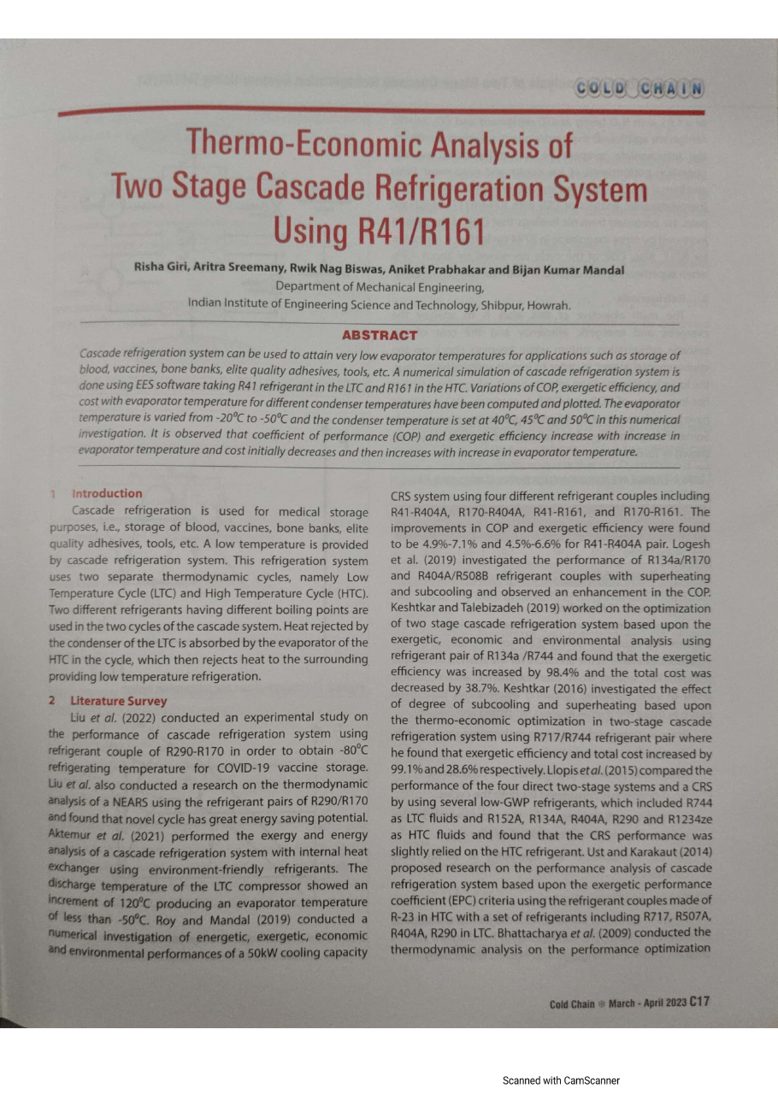 COLD CHAIN
Thermo-Economic Analysis of
Two Stage Cascade Refrigeration System
Using R41/R161
Risha Giri, Aritra Sreemany, Rwik Nag Biswas, Aniket Prabhakar and Bijan Kumar Mandal
Department of Mechanical Engineering,
Indian Institute of Engineering Science and Technology, Shibpur, Howrah.
ABSTRACT
Cascade refrigeration system can be used to attain very low evaporator temperatures for applications such as storage of
blood, vaccines, bone banks, elite quality adhesives, tools, etc. A numerical simulation of cascade refrigeration system is
done using EES software taking R41 refrigerant in the LTC and R161 in the HTC. Variations of COP, exergetic efficiency, and
cost with evaporator temperature for different condenser temperatures have been computed and plotted. The evaporator
temperature is varied from -20⁰C to -50⁰C and the condenser temperature is set at 40⁰C, 45⁰C and 50⁰C in this numerical
investigation. It is observed that coefficient of performance (COP) and exergetic efficiency increase with increase in
evaporator temperature and cost initially decreases and then increases with increase in evaporator temperature.
1 Introduction
Cascade refrigeration is used for medical storage
purposes, i.e., storage of blood, vaccines, bone banks, elite
quality adhesives, tools, etc. A low temperature is provided
by cascade refrigeration system. This refrigeration system
uses two separate thermodynamic cycles, namely Low
Temperature Cycle (LTC) and High Temperature Cycle (HTC).
Two different refrigerants having different boiling points are
used in the two cycles of the cascade system. Heat rejected by
the condenser of the LTC is absorbed by the evaporator of the
HTC in the cycle, which then rejects heat to the surrounding
providing low temperature refrigeration.
2 Literature Survey
Liu et al. (2022) conducted an experimental study on
the performance of cascade refrigeration system using
refrigerant couple of R290-R170 in order to obtain -80⁰C
refrigerating temperature for COVID-19 vaccine storage.
Liu et al. also conducted a research on the thermodynamic
analysis of a NEARS using the refrigerant pairs of R290/R170
and found that novel cycle has great energy saving potential.
Aktemur et al. (2021) performed the exergy and energy
analysis of a cascade refrigeration system with internal heat
exchanger using environment-friendly refrigerants. The
discharge temperature of the LTC compressor showed an
increment of 120⁰C producing an evaporator temperature
of less than -50⁰C. Roy and Mandal (2019) conducted a
numerical investigation of energetic, exergetic, economic
and environmental performances of a 50kW cooling capacity
CRS system using four different refrigerant couples including
R41-R404A, R170-R404A, R41-R161, and R170-R161. The
improvements in COP and exergetic efficiency were found
to be 4.9%-7.1% and 4.5%-6.6% for R41-R404A pair. Logesh
et al. (2019) investigated the performance of R134a/R170
and R404A/R508B refrigerant couples with superheating
and subcooling and observed an enhancement in the COP.
Keshtkar and Talebizadeh (2019) worked on the optimization
of two stage cascade refrigeration system based upon the
exergetic, economic and environmental analysis using
refrigerant pair of R134a /R744 and found that the exergetic
efficiency was increased by 98.4% and the total cost was
decreased by 38.7%. Keshtkar (2016) investigated the effect
of degree of subcooling and superheating based upon
the thermo-economic optimization in two-stage cascade
refrigeration system using R717/R744 refrigerant pair where
he found that exergetic efficiency and total cost increased by
99.1% and 28.6% respectively. Llopis et al. (2015) compared the
performance of the four direct two-stage systems and a CRS
by using several low-GWP refrigerants, which included R744
as LTC fluids and R152A, R134A, R404A, R290 and R1234ze
as HTC fluids and found that the CRS performance was
slightly relied on the HTC refrigerant. Ust and Karakaut (2014)
proposed research on the performance analysis of cascade
refrigeration system based upon the exergetic performance
coefficient (EPC) criteria using the refrigerant couples made of
R-23 in HTC with a set of refrigerants including R717, R507A,
R404A, R290 in LTC. Bhattacharya et al. (2009) conducted the
thermodynamic analysis on the performance optimization
Cold Chain ❄ March - April 2023 C17
Scanned with CamScanner